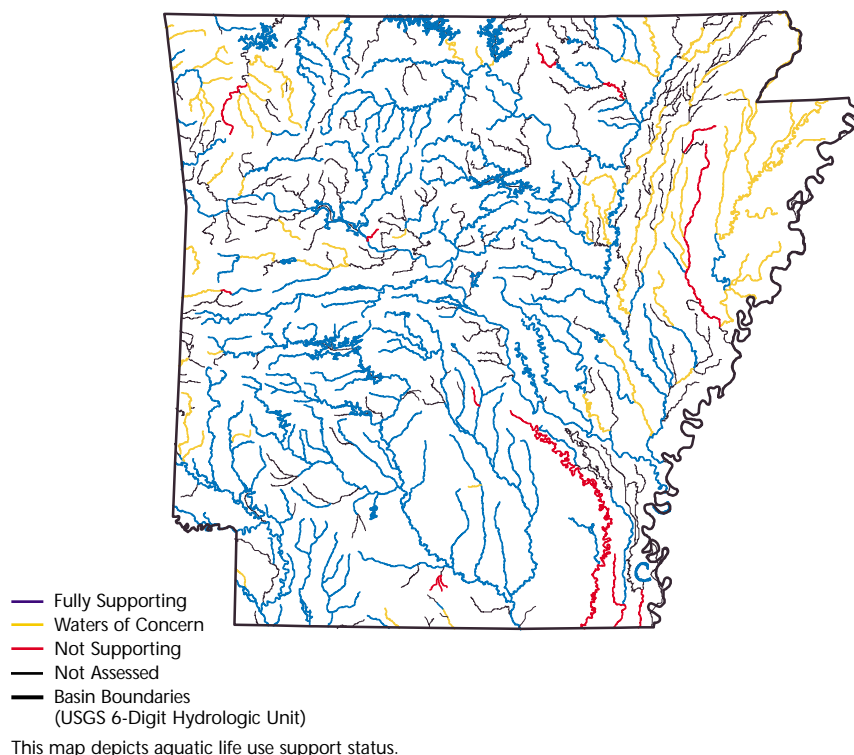 Fully Supporting
Waters of Concern
Not Supporting
Not Assessed
Basin Boundaries
(USGS 6-Digit Hydrologic Unit)
This map depicts aquatic life use support status.